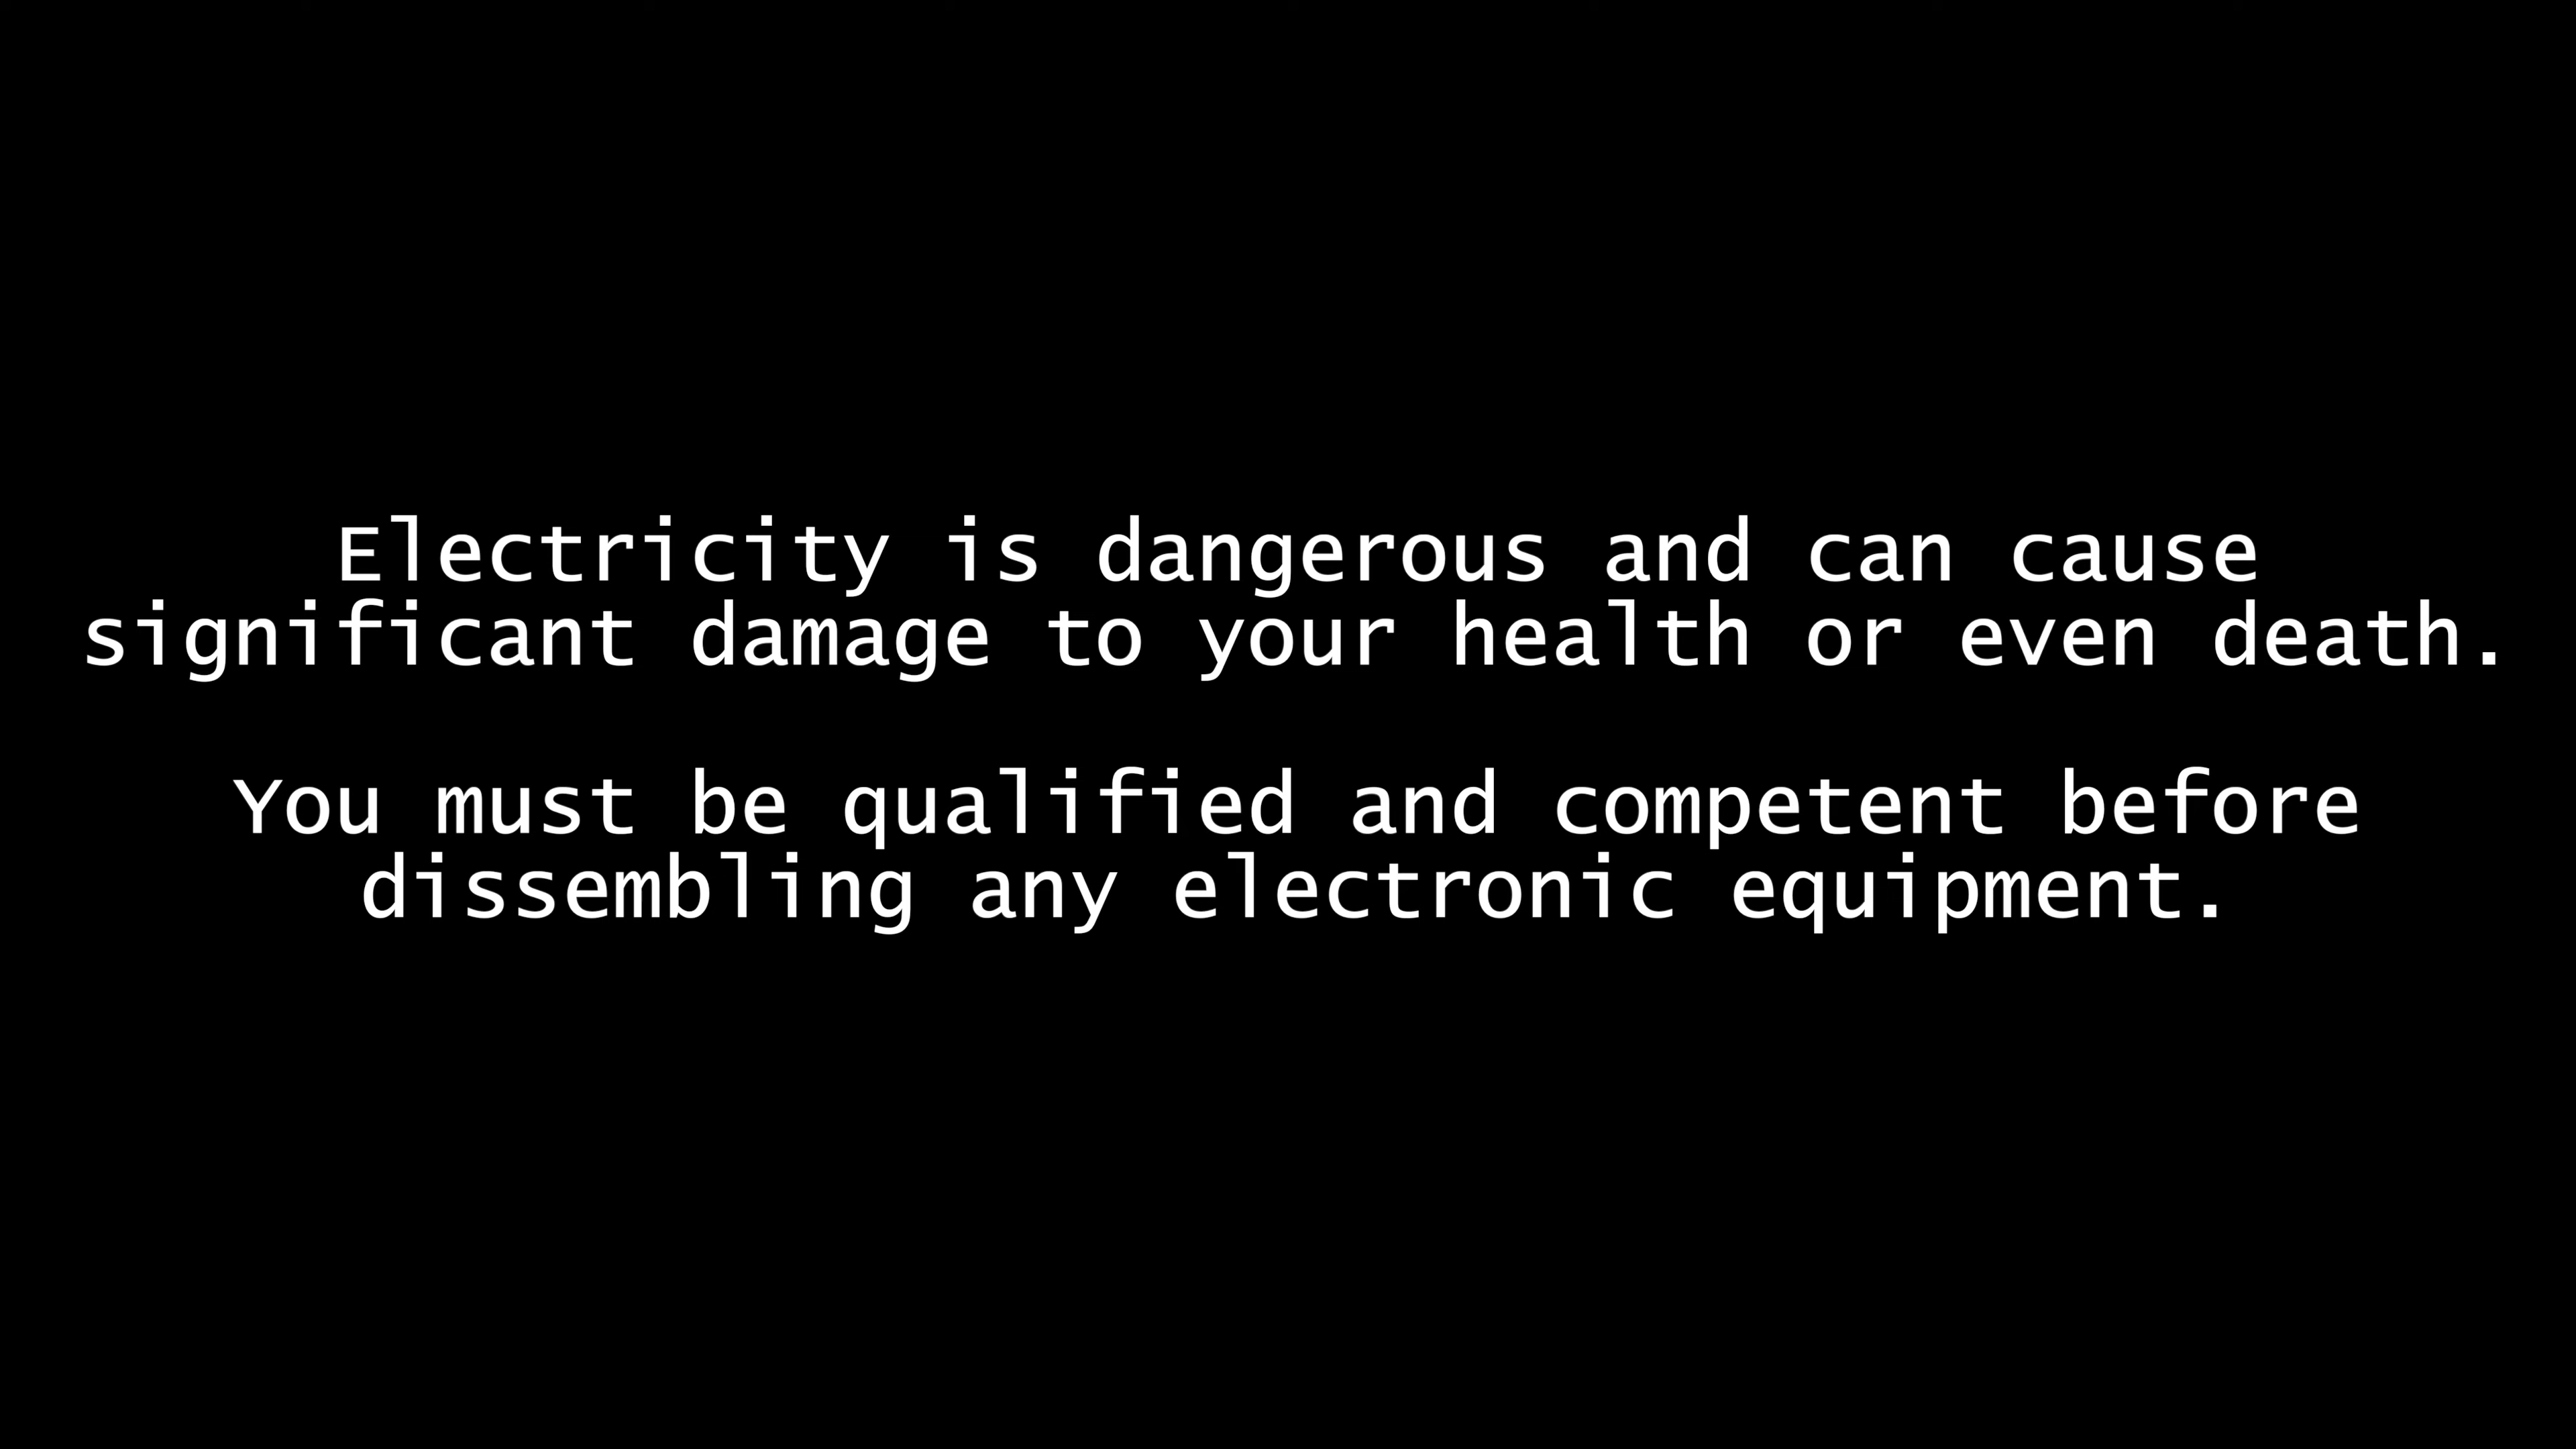 Electricity is dangerous and can cause
significant damage to your health or even death.
You must be qualified and competent before
dissembling any electronic equipment.